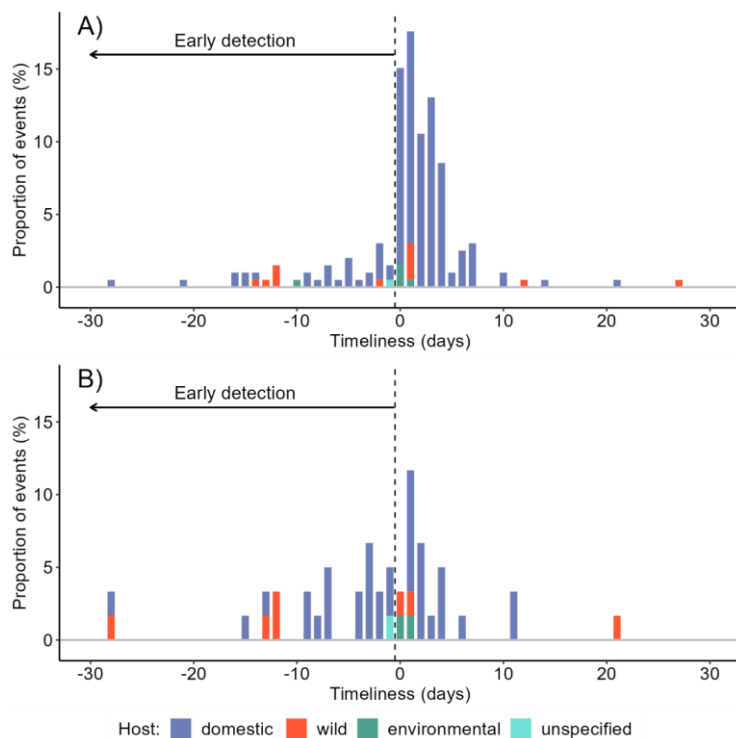 A)
Early detection
Proportion of events (%)
15
10
5
0
-30 -20 -10 0 10 20 30
Timeliness (days)
B)
Early detection
Proportion of events (%)
15
10
5
0
-30 -20 -10 0 10 20 30
Timeliness (days)
Host: domestic wild environmental unspecified